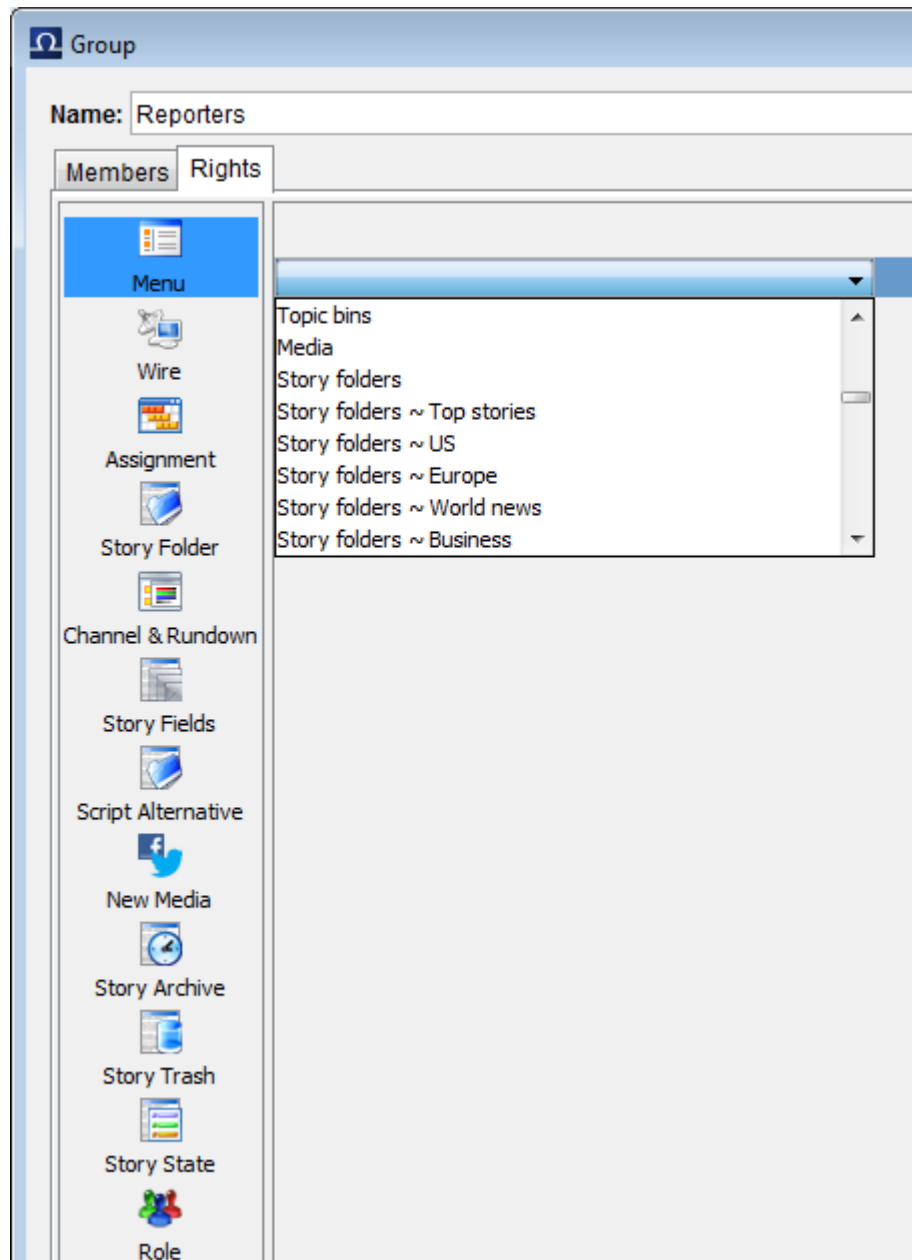 Group
Name: Reporters
Members Rights
Menu
Wire
Assignment
Story Folder
Channel & Rundown
Story Fields
Script Alternative
New Media
Story Archive
Story Trash
Story State
Role
Topic bins
Media
Story folders
Story folders ~ Top stories
Story folders ~ US
Story folders ~ Europe
Story folders ~ World news
Story folders ~ Business